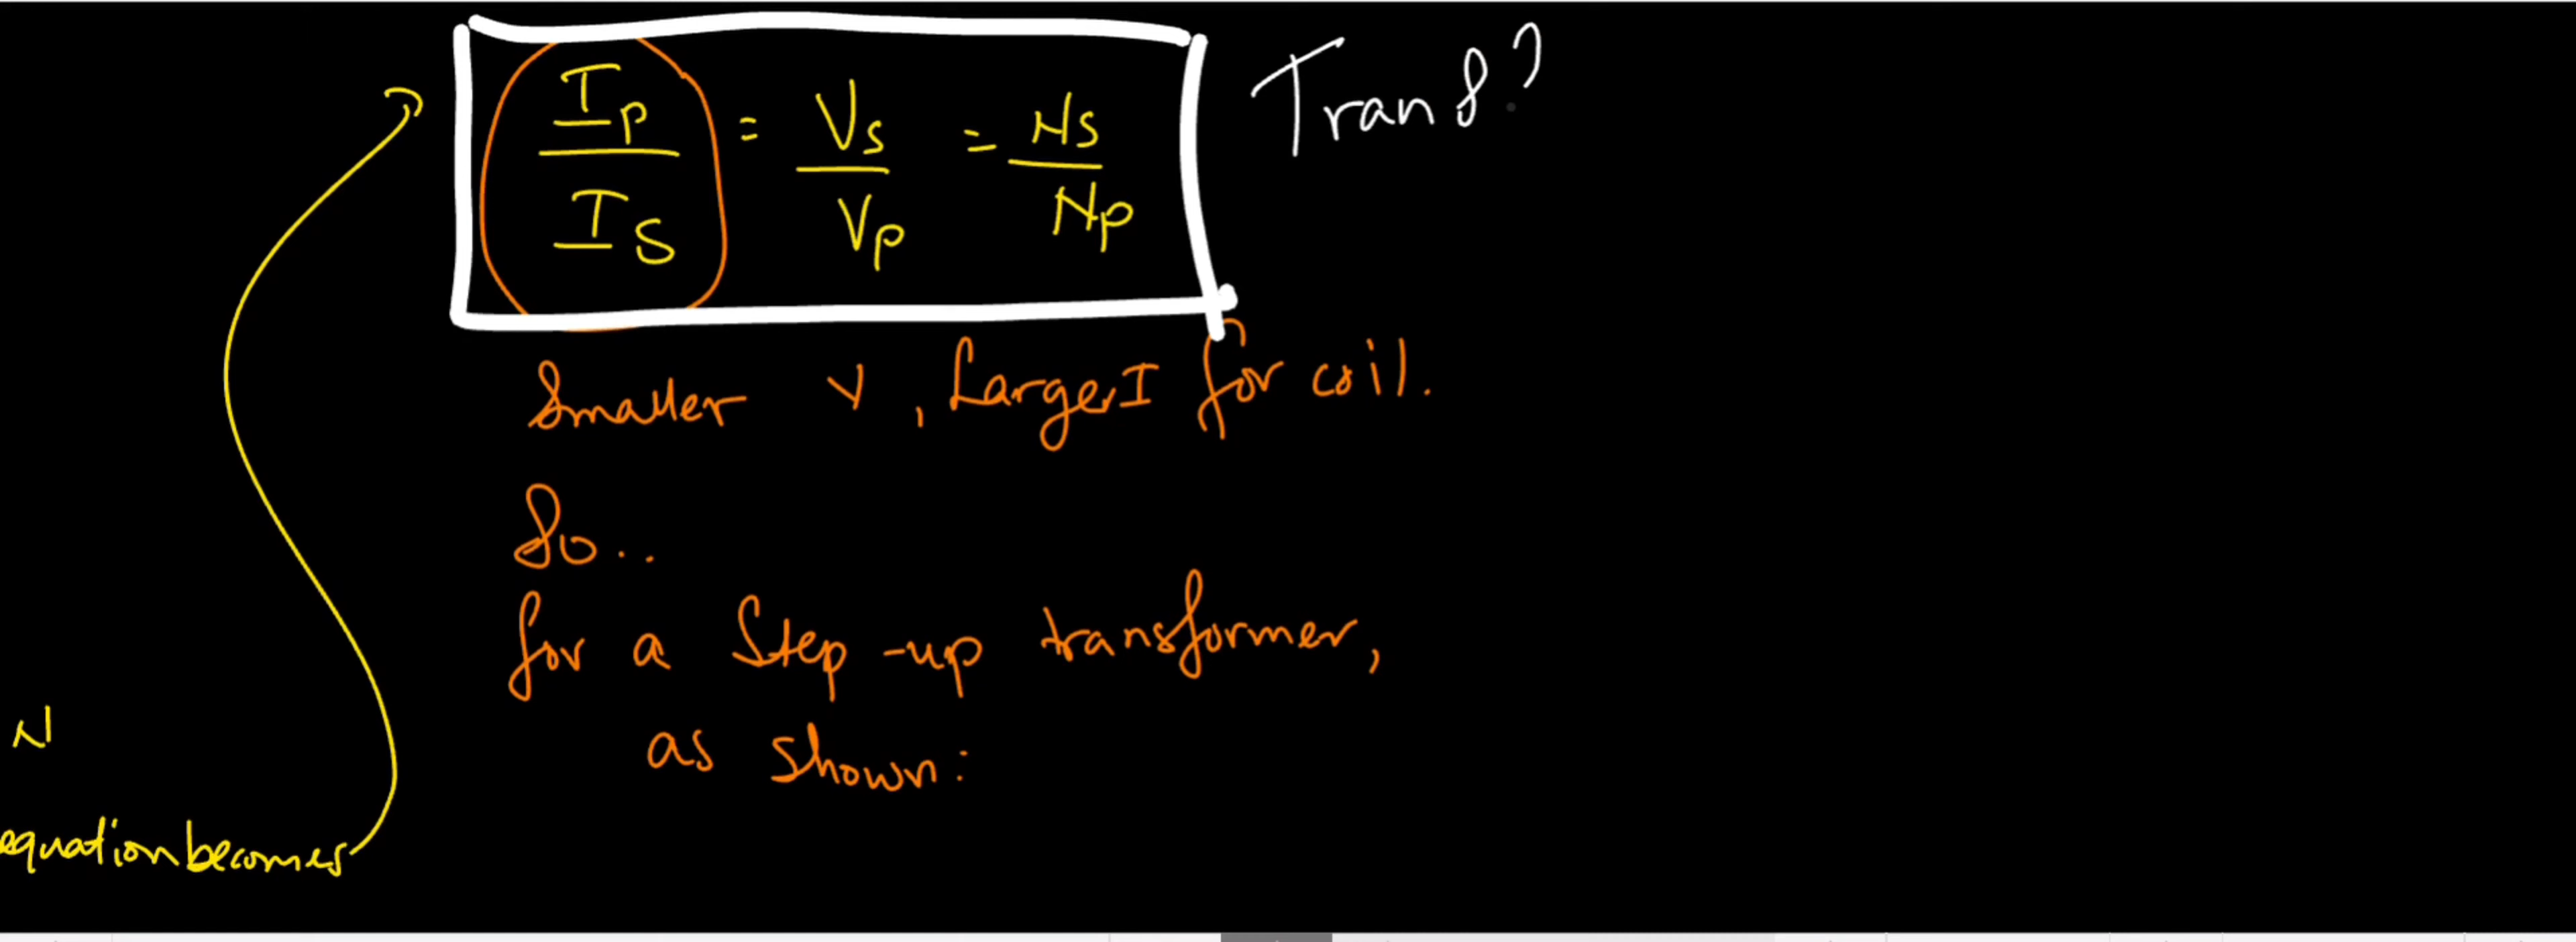 Ip/Is = Vs/Vp = Ns/Np
Smaller V, Larger I for coil.
So..
for a Step-up transformer,
as shown:
N
equation becomes